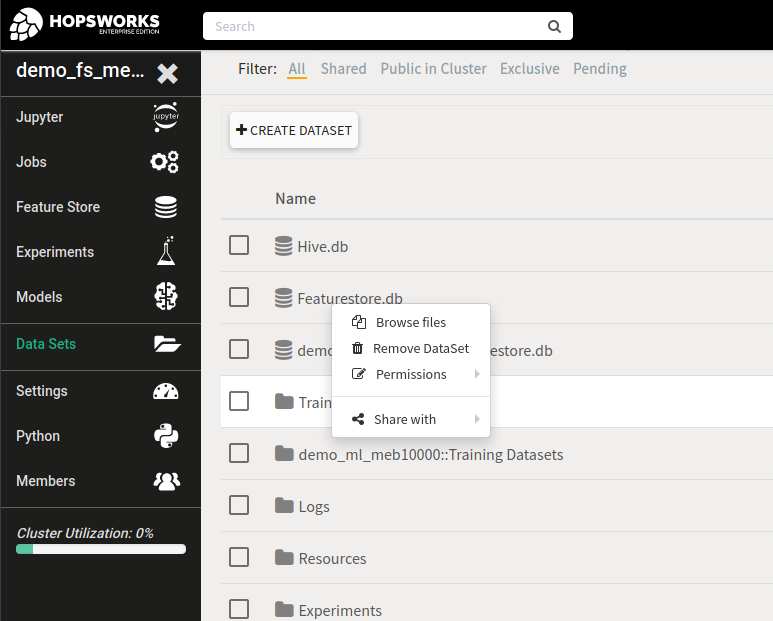 HOPSWORKS
ENTERPRISE EDITION
Search
demo_fs_me...
Filter: All Shared Public in Cluster Exclusive Pending
Jupyter
jupyter
CREATE DATASET
Jobs
Feature Store
Name
Experiments
Hive.db
Models
Featurestore.db
Browse files
Data Sets
demo
Remove DataSet
estore.db
Permissions
Settings
Train
Share with
Python
demo_ml_meb10000::Training Datasets
Members
Logs
Cluster Utilization: 0%
Resources
Experiments